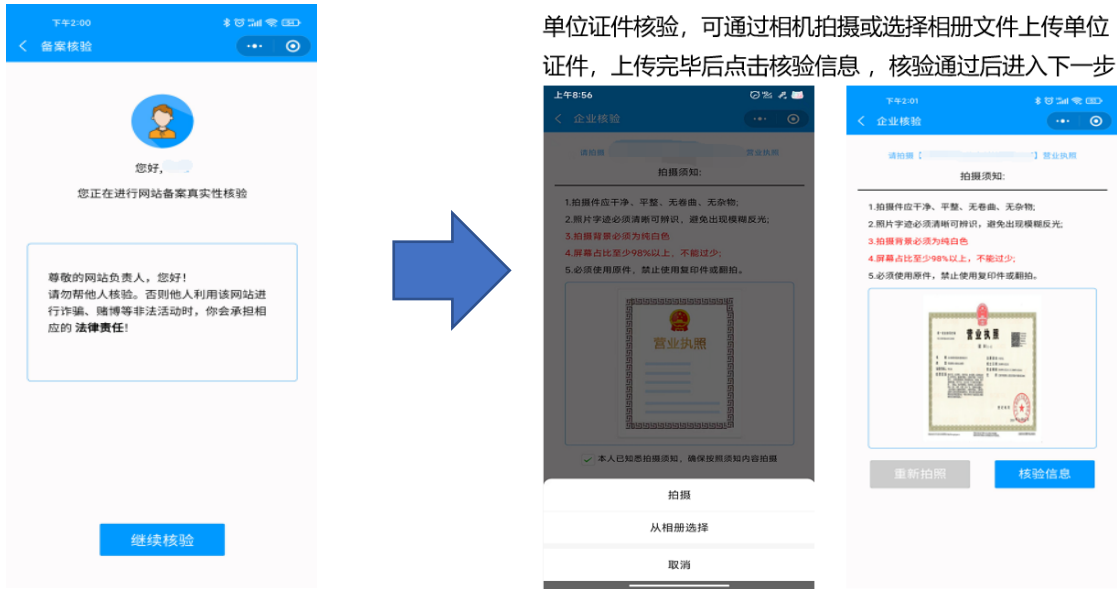 下午2:00
备案核验
您好,
您正在进行网站备案真实性核验
尊敬的网站负责人，您好！
请勿帮他人核验。否则他人利用该网站进
行诈骗、赌博等非法活动时，你会承担相
应的 法律责任!
继续核验
单位证件核验，可通过相机拍摄或选择相册文件上传单位
证件，上传完毕后点击核验信息 ，核验通过后进入下一步
上午8:56
企业核验
请拍摄 营业执照
拍摄须知:
1.拍摄件应干净、平整、无卷曲、无杂物;
2.照片字迹必须清晰可辨识，避免出现模糊反光;
3.拍摄背景必须为纯白色
4.屏幕占比至少98%以上，不能过少;
5.必须使用原件，禁止使用复印件或翻拍。
营业执照
本人已知悉拍摄须知，确保按照须知内容拍摄
拍摄
从相册选择
取消
下午2:01
企业核验
请拍摄【 】营业执照
拍摄须知:
1.拍摄件应干净、平整、无卷曲、无杂物;
2.照片字迹必须清晰可辨识，避免出现模糊反光;
3.拍摄背景必须为纯白色
4.屏幕占比至少98%以上，不能过少;
5.必须使用原件，禁止使用复印件或翻拍。
营业执照
重新拍照
核验信息